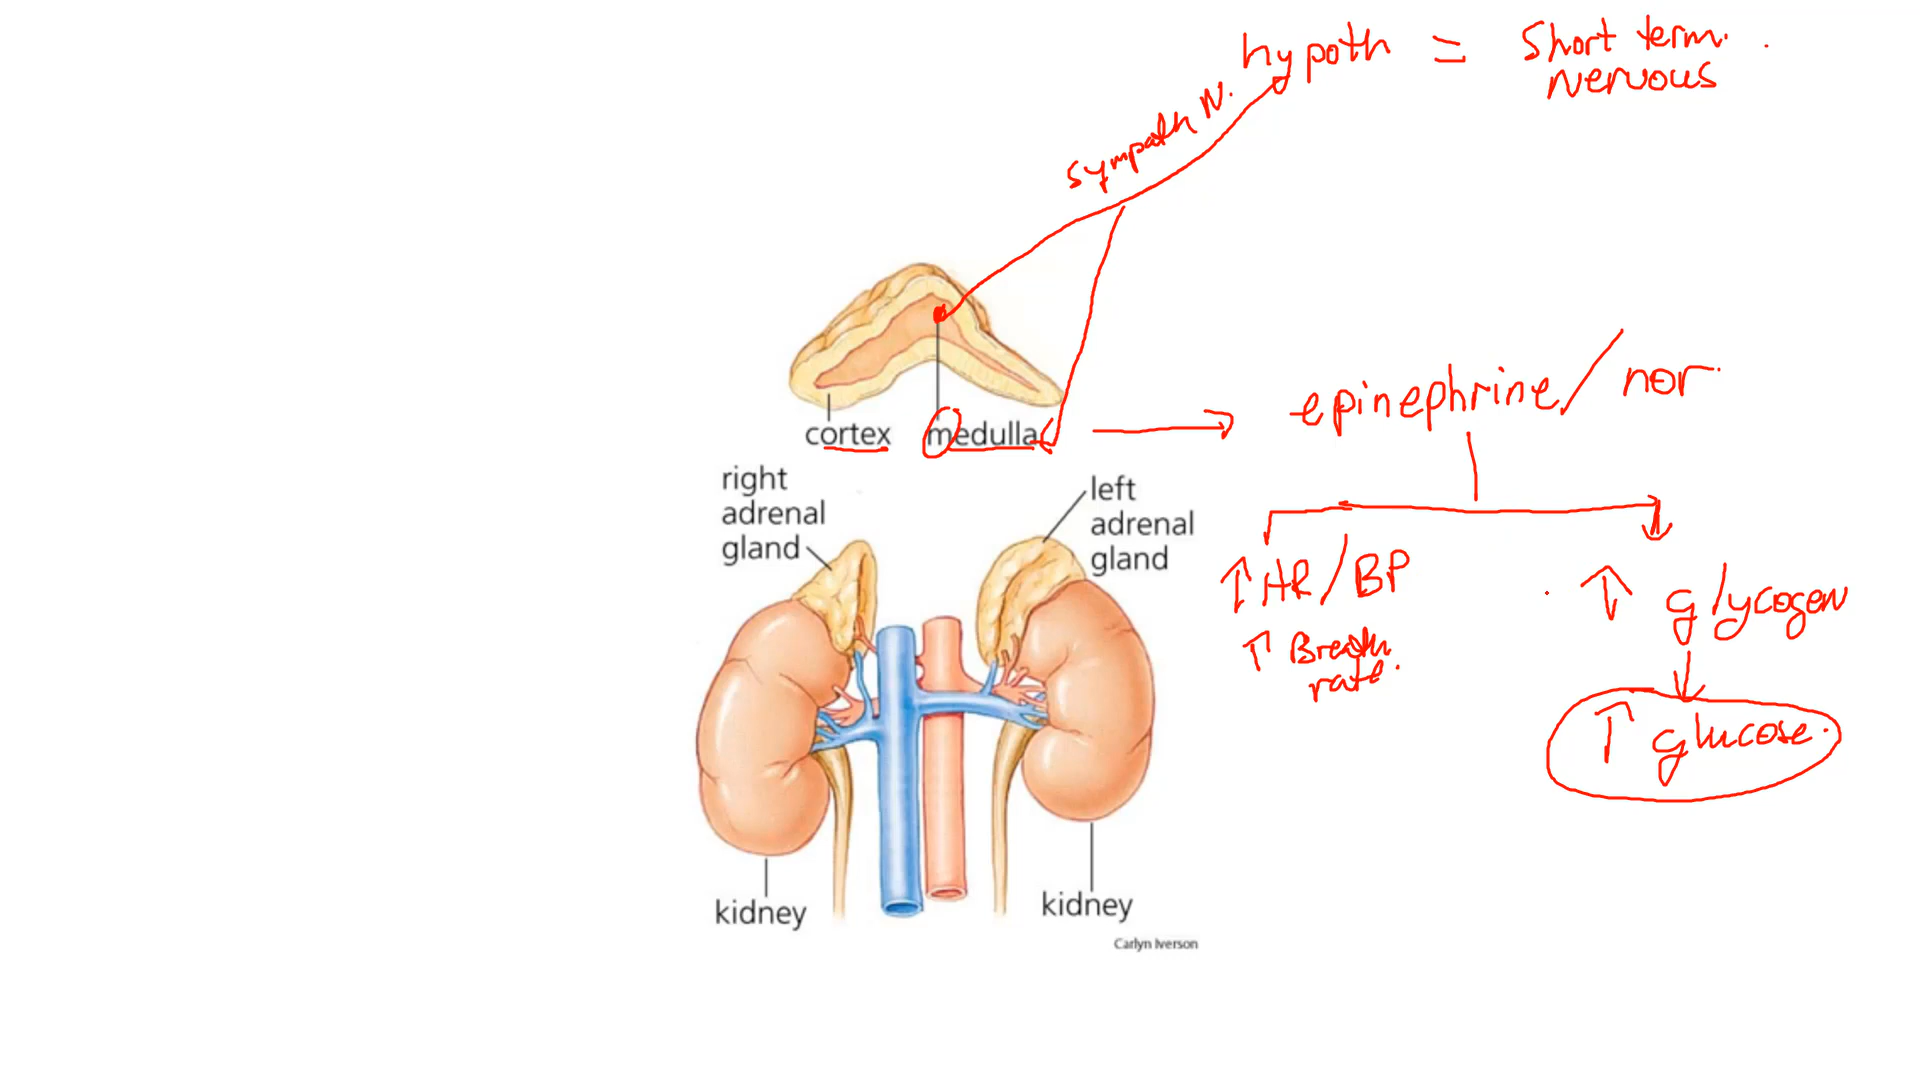 hypoth = Short term.
nervous
sympath N.
epinephrine / nor.
cortex medulla
right
adrenal
gland
left
adrenal
gland
↑ HR / BP
↑ Breath
rate.
↑ glycogen
↑ glucose.
kidney
kidney
Carlyn Iverson